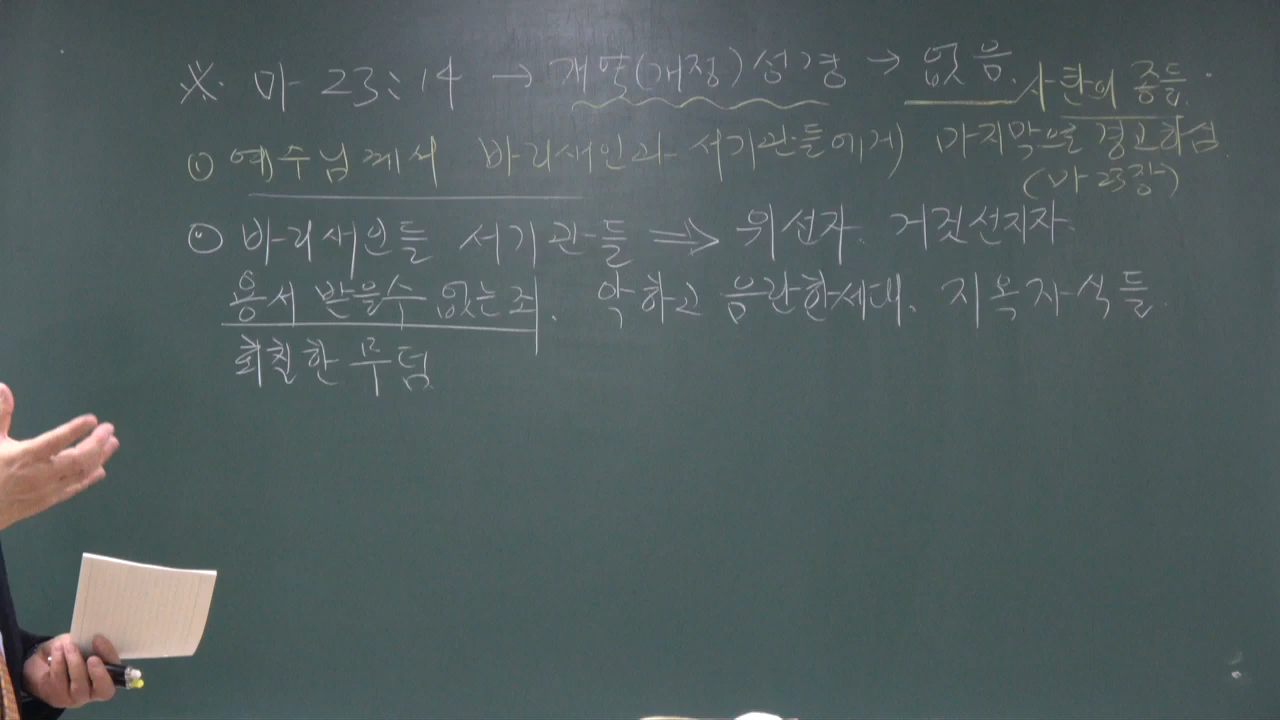 ※ 마 23:14 → 개역(개정)성경 → 없음. 사탄의 종들.
① 예수님께서 바리새인과 서기관들에게) 마지막으로 경고하심
(마 23장)
⊙ 바리새인들 서기관들 ⇒ 위선자. 거짓선지자.
용서 받을수 없는죄. 악하고 음란한세대. 지옥자식들
회칠한 무덤